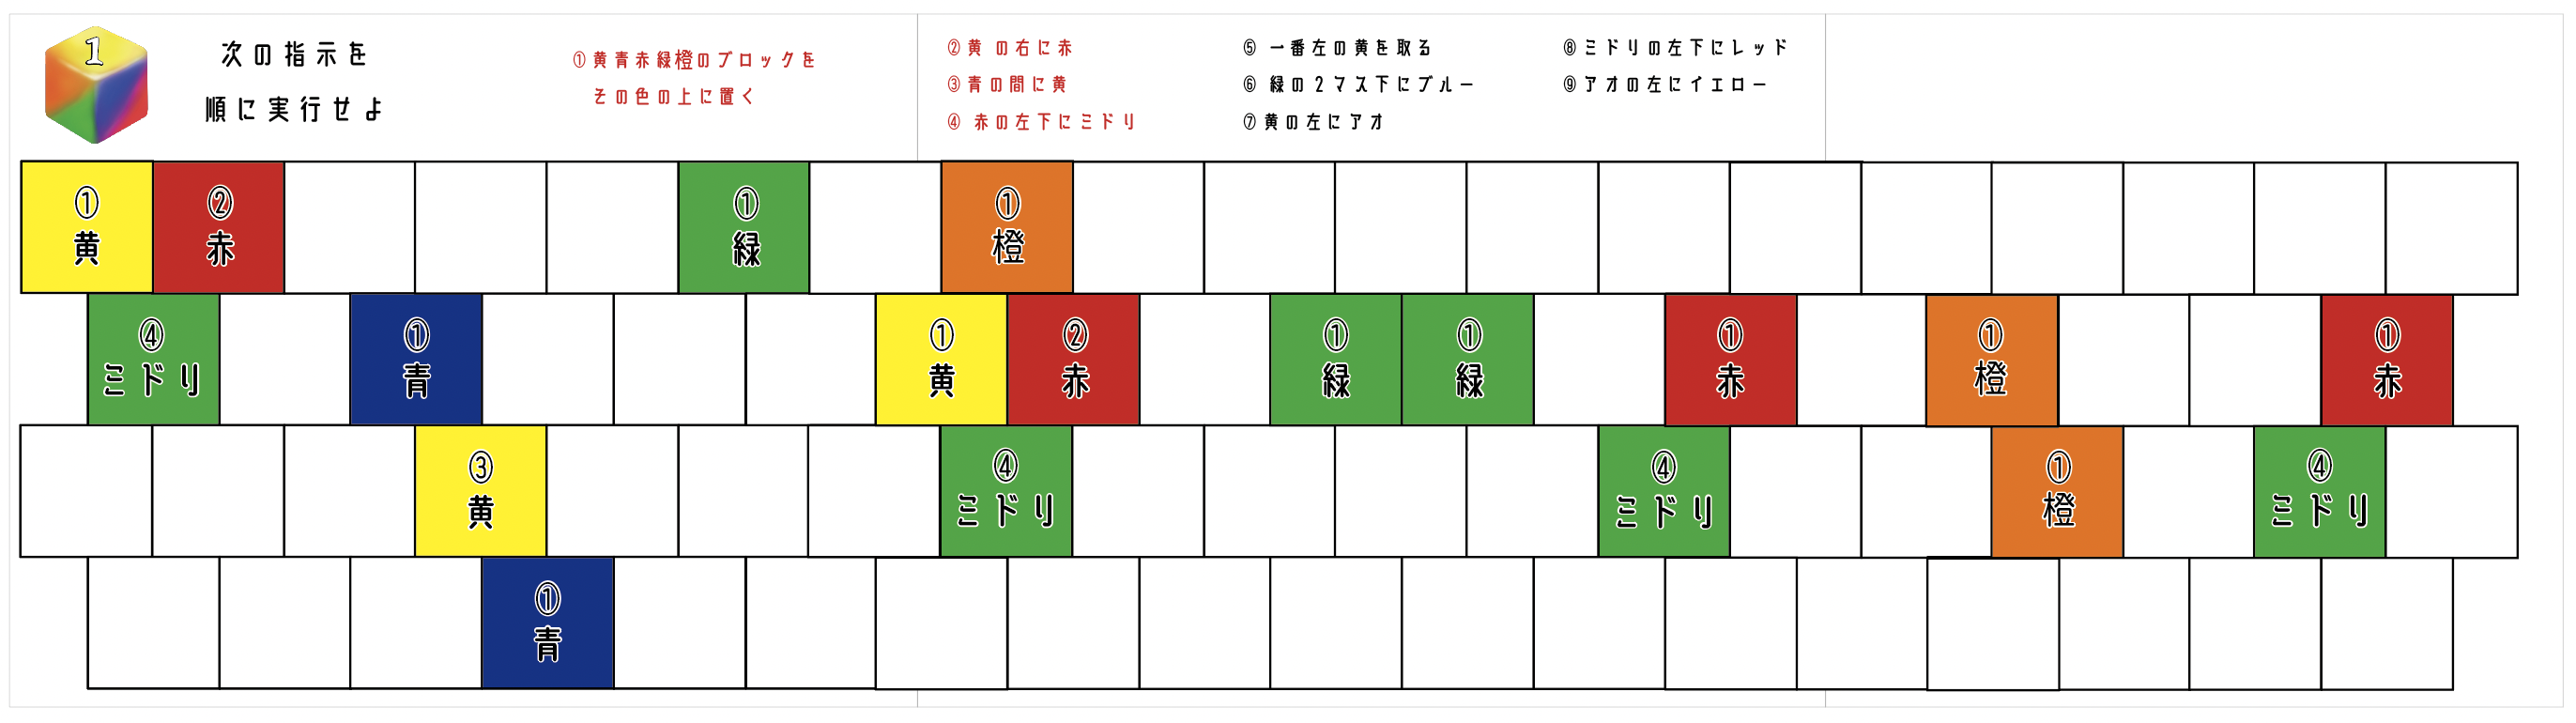 1
次の指示を
順に実行せよ
①黄青赤緑橙のブロックを
その色の上に置く
②黄の右に赤
③青の間に黄
④赤の左下にミドリ
⑤一番左の黄を取る
⑥緑の2マス下にブルー
⑦黄の左にアオ
⑧ミドリの左下にレッド
⑨アオの左にイエロー
①
黄
②
赤
①
緑
①
橙
④
ミドリ
①
青
①
黄
②
赤
①
緑
①
緑
①
赤
①
橙
①
赤
③
黄
④
ミドリ
④
ミドリ
①
橙
④
ミドリ
①
青